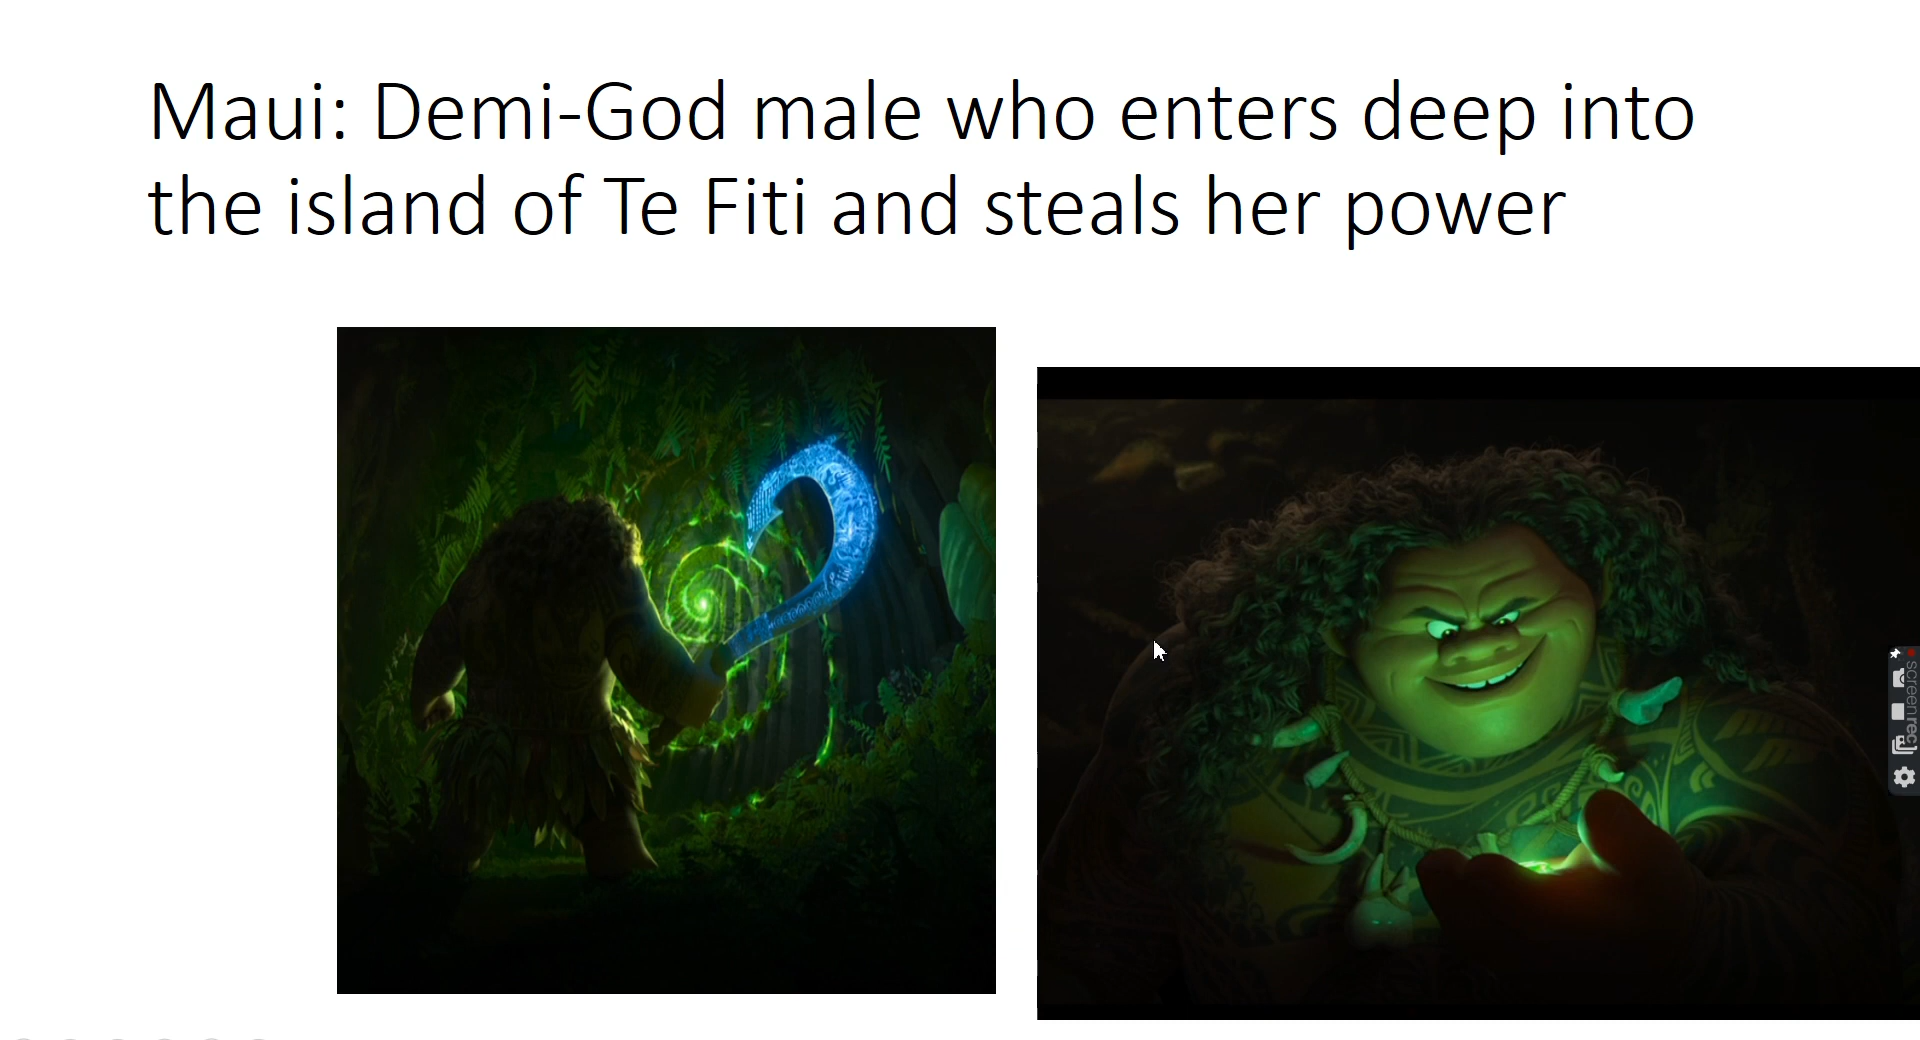 Maui: Demi-God male who enters deep into
the island of Te Fiti and steals her power
screenrec